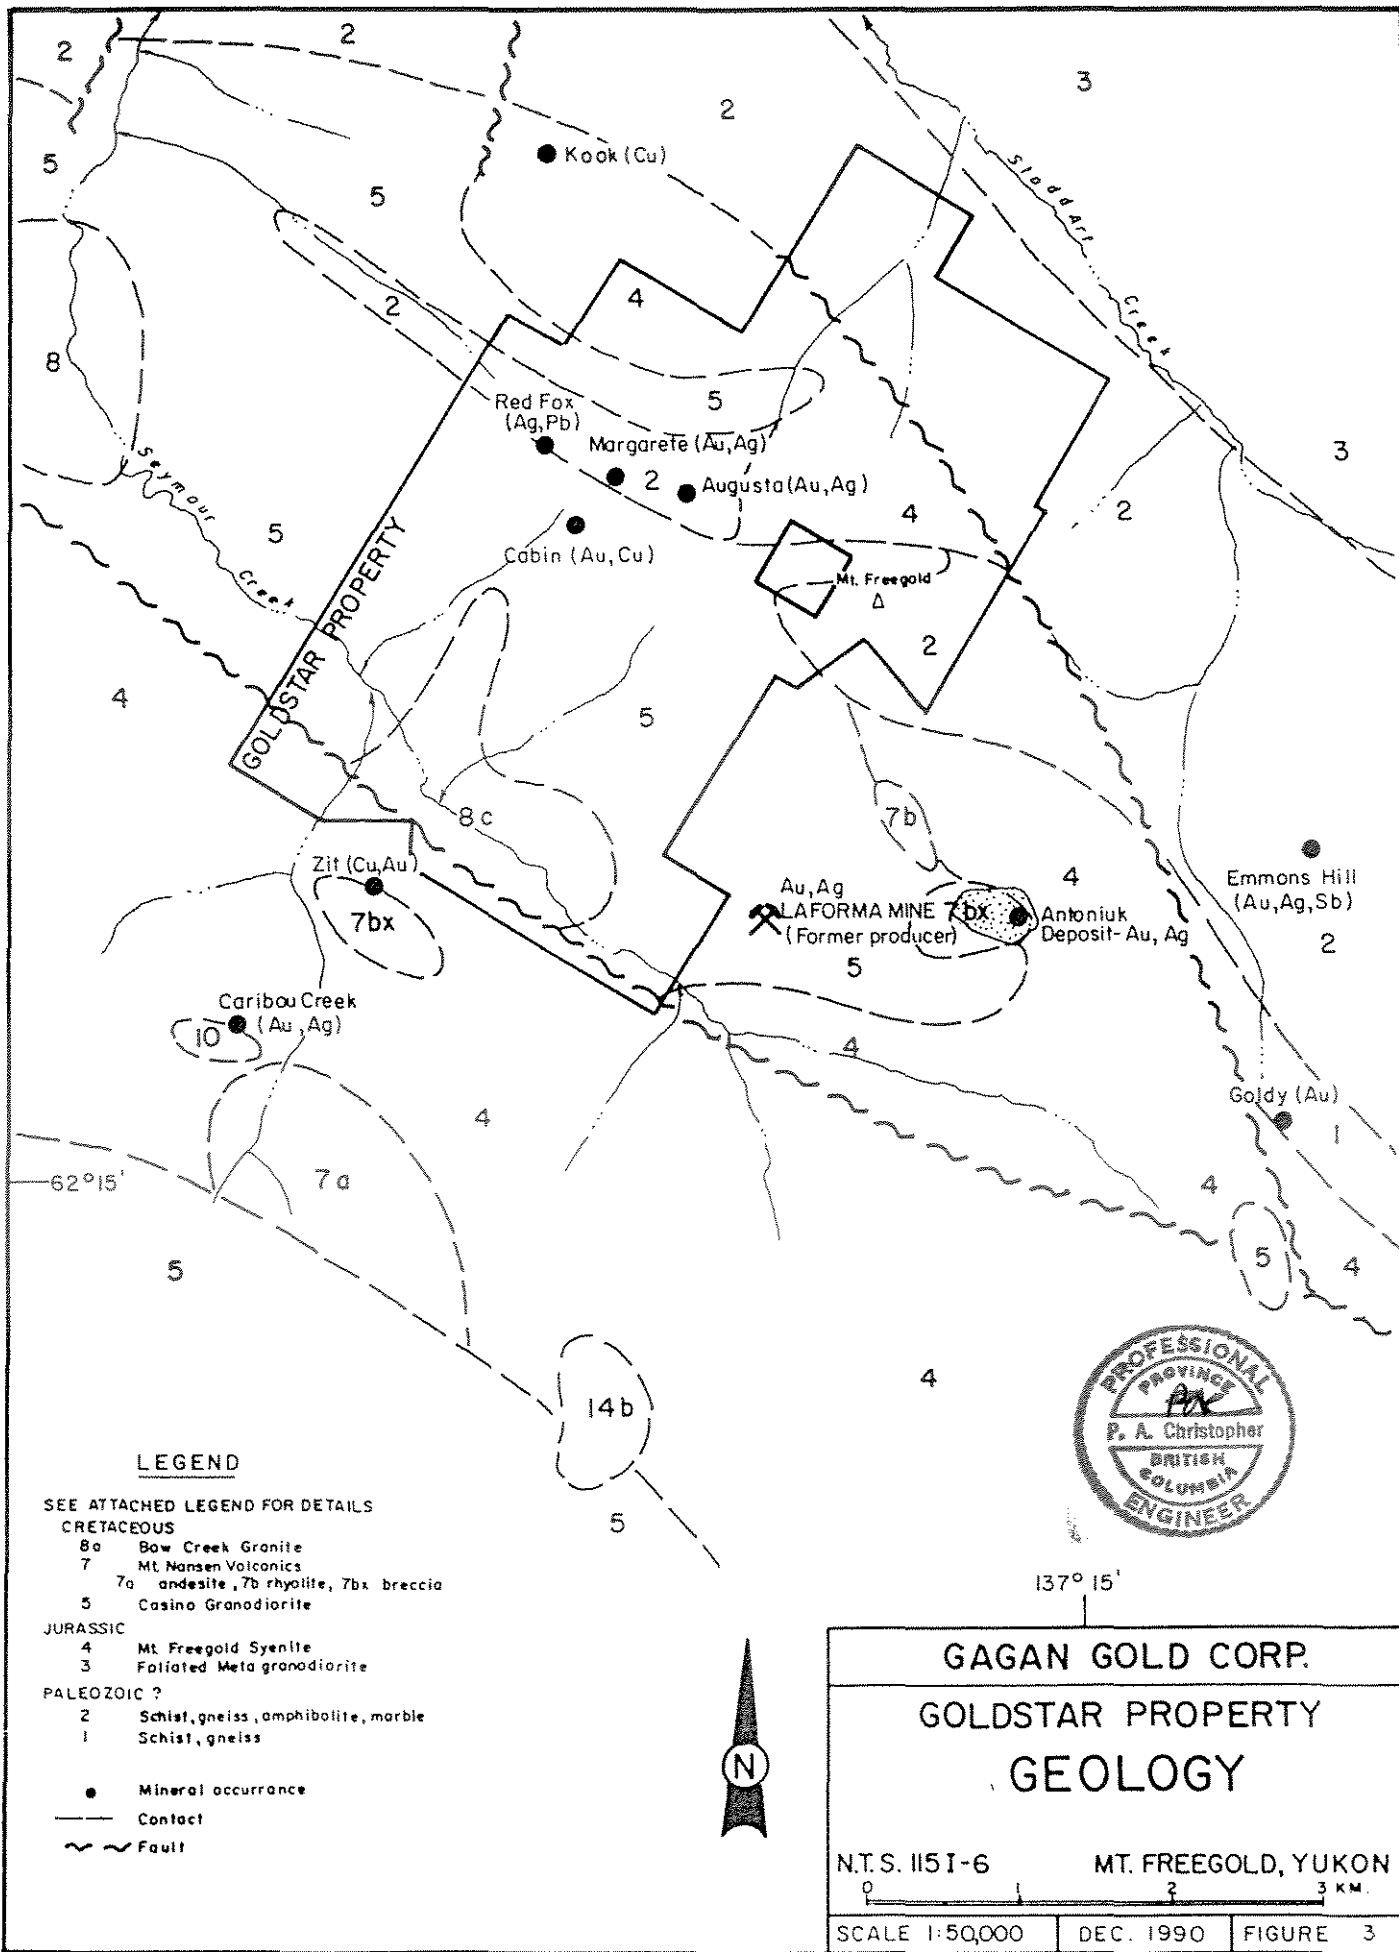 2
2
3
2
5
Kook (Cu)
5
StoddArt
Creek
2
4
8
5
Red Fox
(Ag,Pb)
3
Margarete (Au,Ag)
2
Augusta (Au,Ag)
4
2
5
Cabin (Au,Cu)
Seymour
Creek
Mt. Freegold
Δ
2
GOLDSTAR PROPERTY
4
5
8c
7b
Zit (Cu,Au)
7bx
Au,Ag
LAFORMA MINE
(Former producer)
7bx
4
Antoniuk
Deposit-Au, Ag
Emmons Hill
(Au,Ag,Sb)
2
5
Caribou Creek
(Au,Ag)
10
4
4
Goldy (Au)
1
62°15'
7a
4
5
5
4
4
14b
5
PROFESSIONAL
PROVINCE
P. A. Christopher
BRITISH
COLUMBIA
ENGINEER
LEGEND
SEE ATTACHED LEGEND FOR DETAILS
CRETACEOUS
8a Bow Creek Granite
7 Mt. Nansen Volcanics
7a andesite, 7b rhyolite, 7bx breccia
5 Casino Granodiorite
JURASSIC
4 Mt. Freegold Syenite
3 Foliated Meta granodiorite
PALEOZOIC ?
2 Schist, gneiss, amphibolite, marble
1 Schist, gneiss
Mineral occurrance
Contact
Fault
N
137° 15'
GAGAN GOLD CORP.
GOLDSTAR PROPERTY
GEOLOGY
N.T.S. 115 I-6 MT. FREEGOLD, YUKON
0 1 2 3 KM.
SCALE 1:50,000 DEC. 1990 FIGURE 3